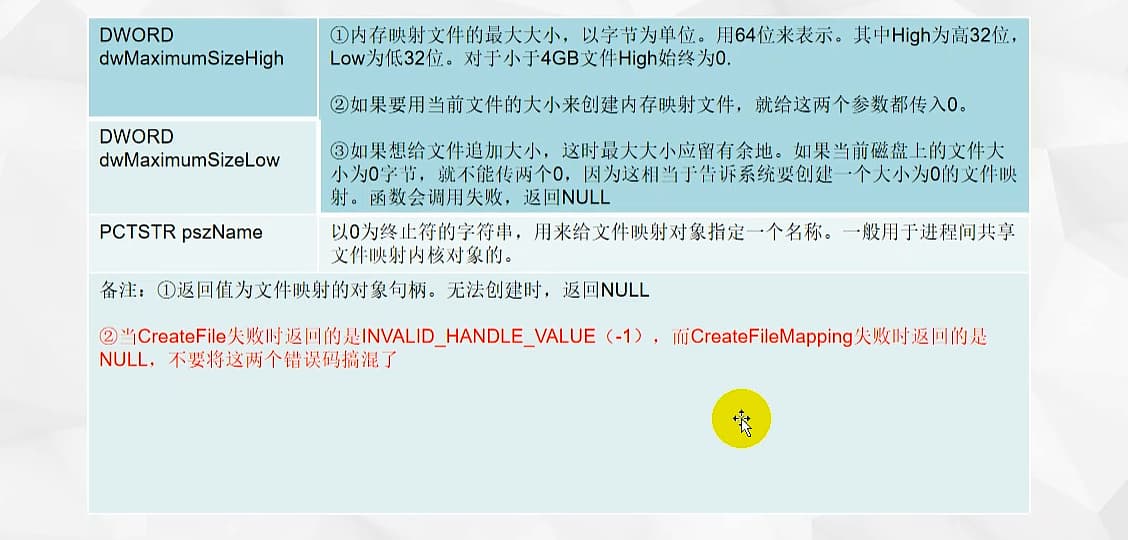 DWORD
dwMaximumSizeHigh
①内存映射文件的最大大小，以字节为单位。用64位来表示。其中High为高32位，
Low为低32位。对于小于4GB文件High始终为0.
②如果要用当前文件的大小来创建内存映射文件，就给这两个参数都传入0。
DWORD
dwMaximumSizeLow
③如果想给文件追加大小，这时最大大小应留有余地。如果当前磁盘上的文件大
小为0字节，就不能传两个0，因为这相当于告诉系统要创建一个大小为0的文件映
射。函数会调用失败，返回NULL
PCTSTR pszName
以0为终止符的字符串，用来给文件映射对象指定一个名称。一般用于进程间共享
文件映射内核对象的。
备注：①返回值为文件映射的对象句柄。无法创建时，返回NULL
②当CreateFile失败时返回的是INVALID_HANDLE_VALUE（-1），而CreateFileMapping失败时返回的是
NULL，不要将这两个错误码搞混了